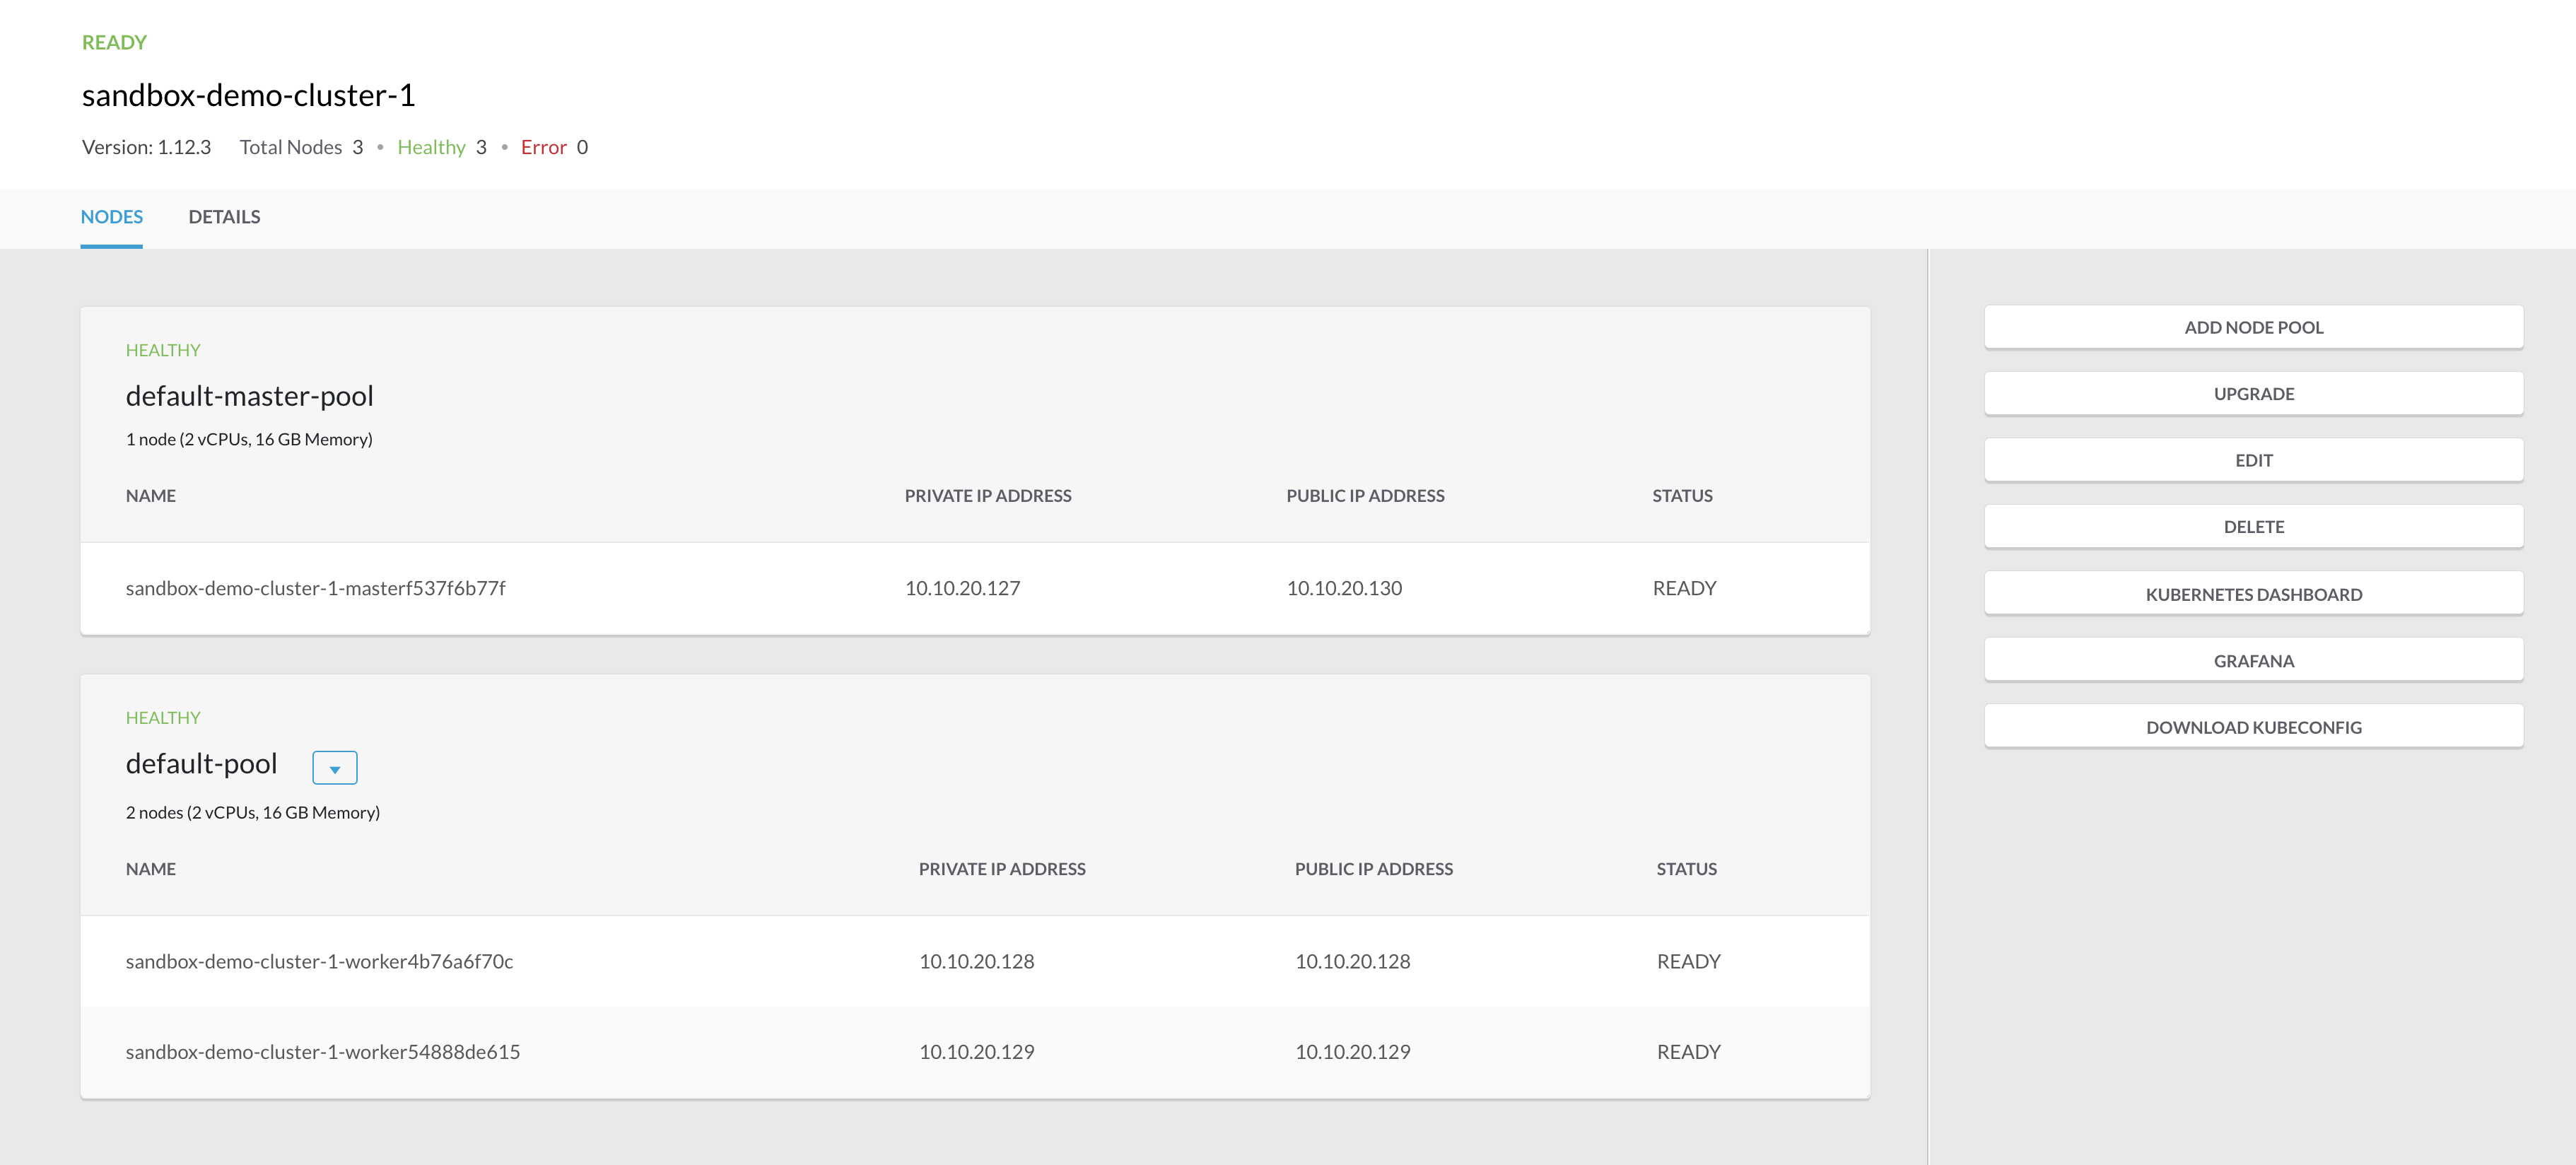 READY
sandbox-demo-cluster-1
Version: 1.12.3 Total Nodes 3 • Healthy 3 • Error 0
NODES DETAILS
HEALTHY
default-master-pool
1 node (2 vCPUs, 16 GB Memory)
NAME PRIVATE IP ADDRESS PUBLIC IP ADDRESS STATUS
sandbox-demo-cluster-1-masterf537f6b77f 10.10.20.127 10.10.20.130 READY
HEALTHY
default-pool
2 nodes (2 vCPUs, 16 GB Memory)
NAME PRIVATE IP ADDRESS PUBLIC IP ADDRESS STATUS
sandbox-demo-cluster-1-worker4b76a6f70c 10.10.20.128 10.10.20.128 READY
sandbox-demo-cluster-1-worker54888de615 10.10.20.129 10.10.20.129 READY
ADD NODE POOL
UPGRADE
EDIT
DELETE
KUBERNETES DASHBOARD
GRAFANA
DOWNLOAD KUBECONFIG